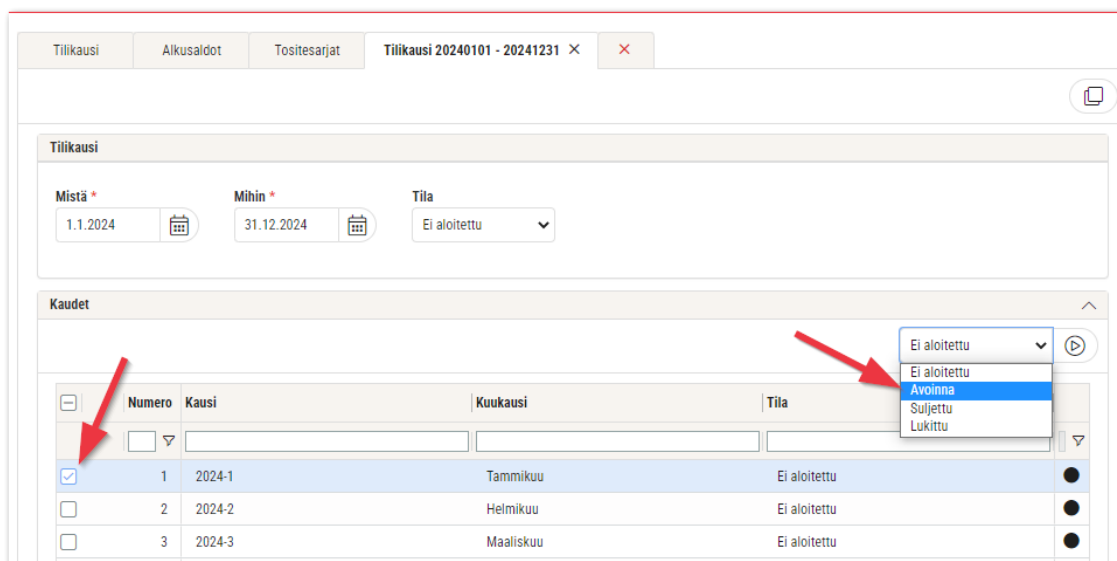 Tilikausi Alkusaldot Tositesarjat Tilikausi 20240101 - 20241231
Tilikausi
Mistä * Mihin * Tila
1.1.2024 31.12.2024 Ei aloitettu
Kaudet
Ei aloitettu
Ei aloitettu
Avoinna
Suljettu
Lukittu
Numero Kausi Kuukausi Tila
1 2024-1 Tammikuu Ei aloitettu
2 2024-2 Helmikuu Ei aloitettu
3 2024-3 Maaliskuu Ei aloitettu